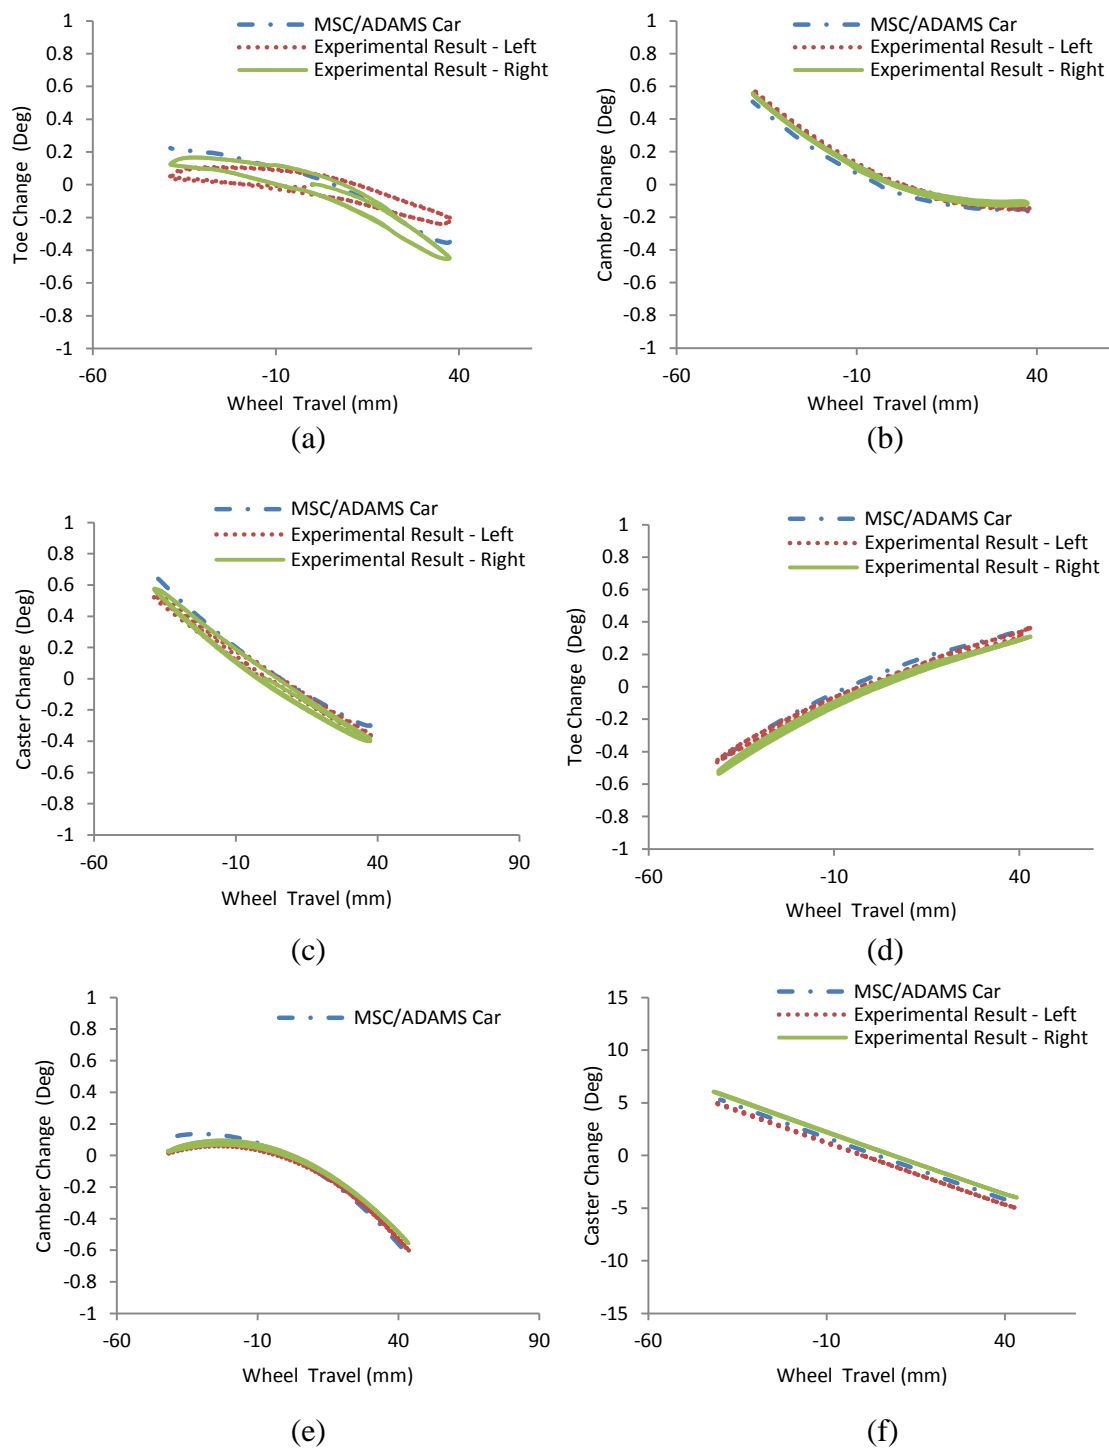 MSC/ADAMS Car
Experimental Result - Left
Experimental Result - Right
1
0.8
0.6
0.4
0.2
0
-0.2
-0.4
-0.6
-0.8
-1
Toe Change (Deg)
-60 -10 40
Wheel Travel (mm)
(a)
MSC/ADAMS Car
Experimental Result - Left
Experimental Result - Right
1
0.8
0.6
0.4
0.2
0
-0.2
-0.4
-0.6
-0.8
-1
Camber Change (Deg)
-60 -10 40
Wheel Travel (mm)
(b)
MSC/ADAMS Car
Experimental Result - Left
Experimental Result - Right
1
0.8
0.6
0.4
0.2
0
-0.2
-0.4
-0.6
-0.8
-1
Caster Change (Deg)
-60 -10 40 90
Wheel Travel (mm)
(c)
MSC/ADAMS Car
Experimental Result - Left
Experimental Result - Right
1
0.8
0.6
0.4
0.2
0
-0.2
-0.4
-0.6
-0.8
-1
Toe Change (Deg)
-60 -10 40
Wheel Travel (mm)
(d)
MSC/ADAMS Car
1
0.8
0.6
0.4
0.2
0
-0.2
-0.4
-0.6
-0.8
-1
Camber Change (Deg)
-60 -10 40 90
Wheel Travel (mm)
(e)
MSC/ADAMS Car
Experimental Result - Left
Experimental Result - Right
15
10
5
0
-5
-10
-15
Caster Change (Deg)
-60 -10 40
Wheel Travel (mm)
(f)